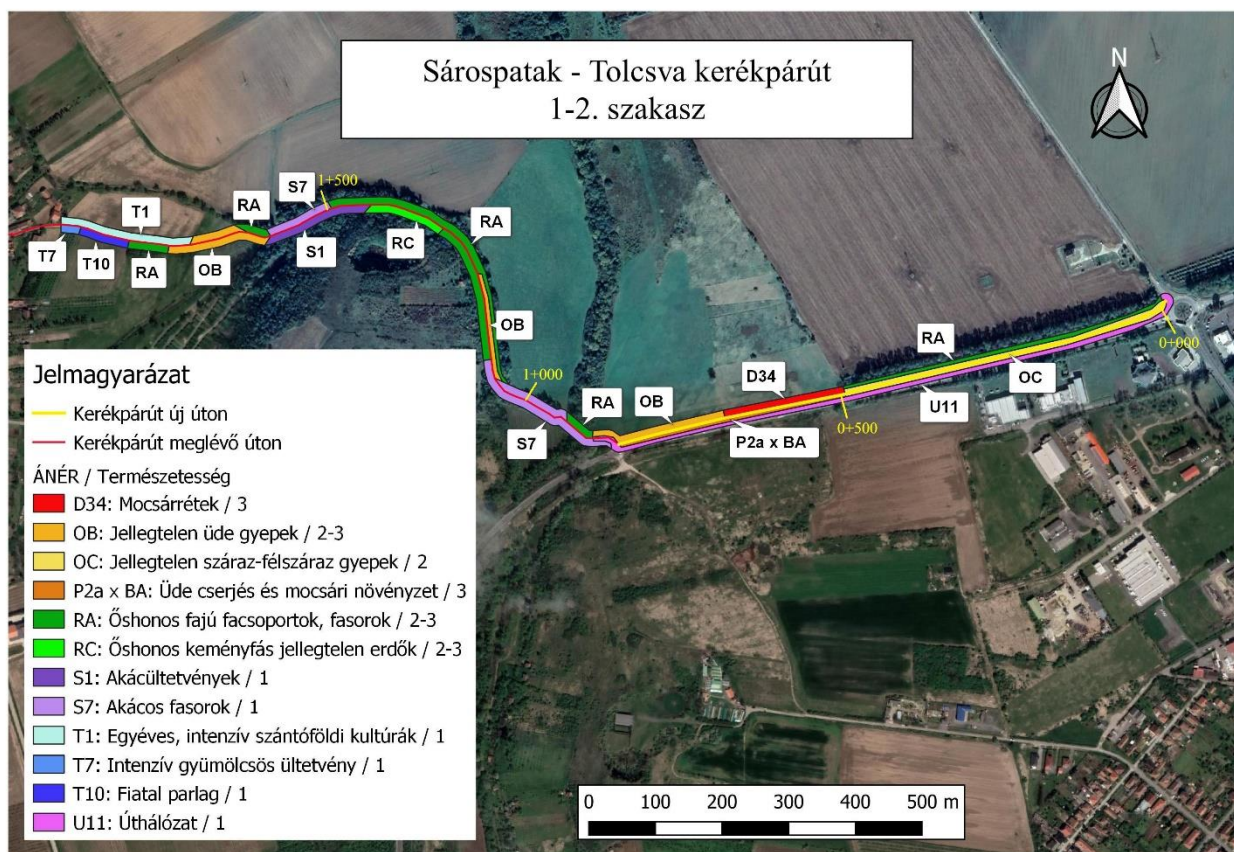 Sárospatak - Tolcsva kerékpárút
1-2. szakasz
N
S7
1+500
RA
T1
RA
RC
T7
T10
RA
OB
S1
OB
RA
0+000
OC
D34
U11
1+000
RA
OB
S7
P2a x BA
0+500
Jelmagyarázat
Kerékpárút új úton
Kerékpárút meglévő úton
ÁNÉR / Természetesség
D34: Mocsárrétek / 3
OB: Jellegtelen üde gyepek / 2-3
OC: Jellegtelen száraz-félszáraz gyepek / 2
P2a x BA: Üde cserjés és mocsári növényzet / 3
RA: Őshonos fajú facsoportok, fasorok / 2-3
RC: Őshonos keményfás jellegtelen erdők / 2-3
S1: Akácültetvények / 1
S7: Akácos fasorok / 1
T1: Egyéves, intenzív szántóföldi kultúrák / 1
T7: Intenzív gyümölcsös ültetvény / 1
T10: Fiatal parlag / 1
U11: Úthálózat / 1
0 100 200 300 400 500 m